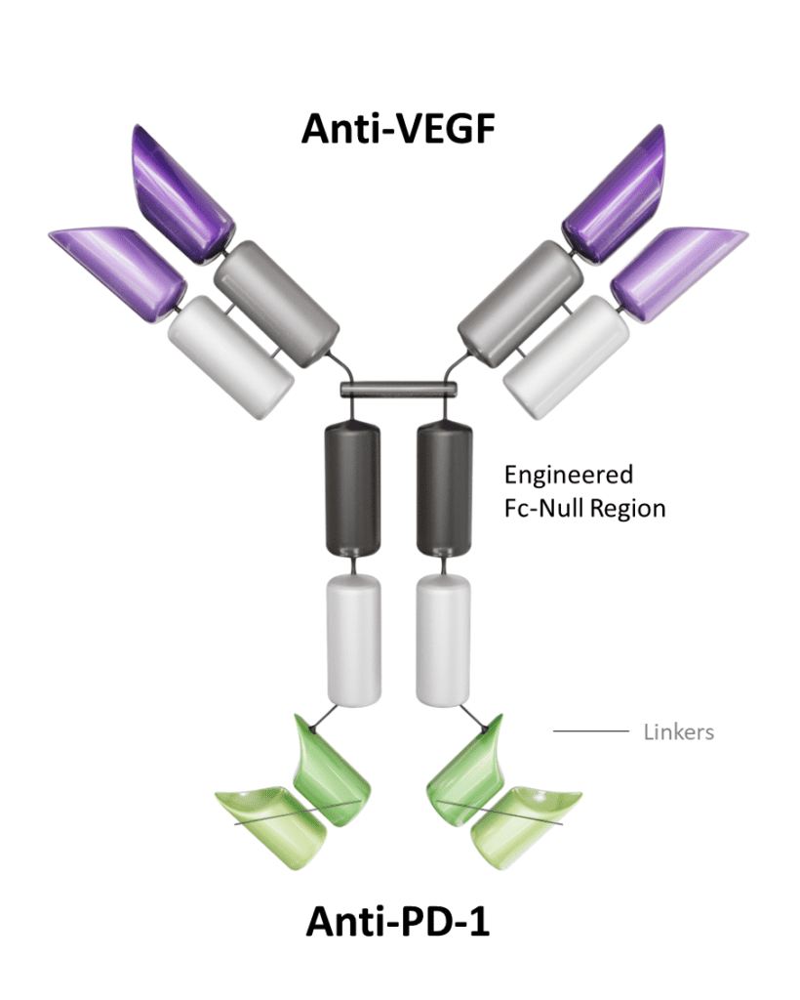 Anti-VEGF
Engineered
Fc-Null Region
Linkers
Anti-PD-1